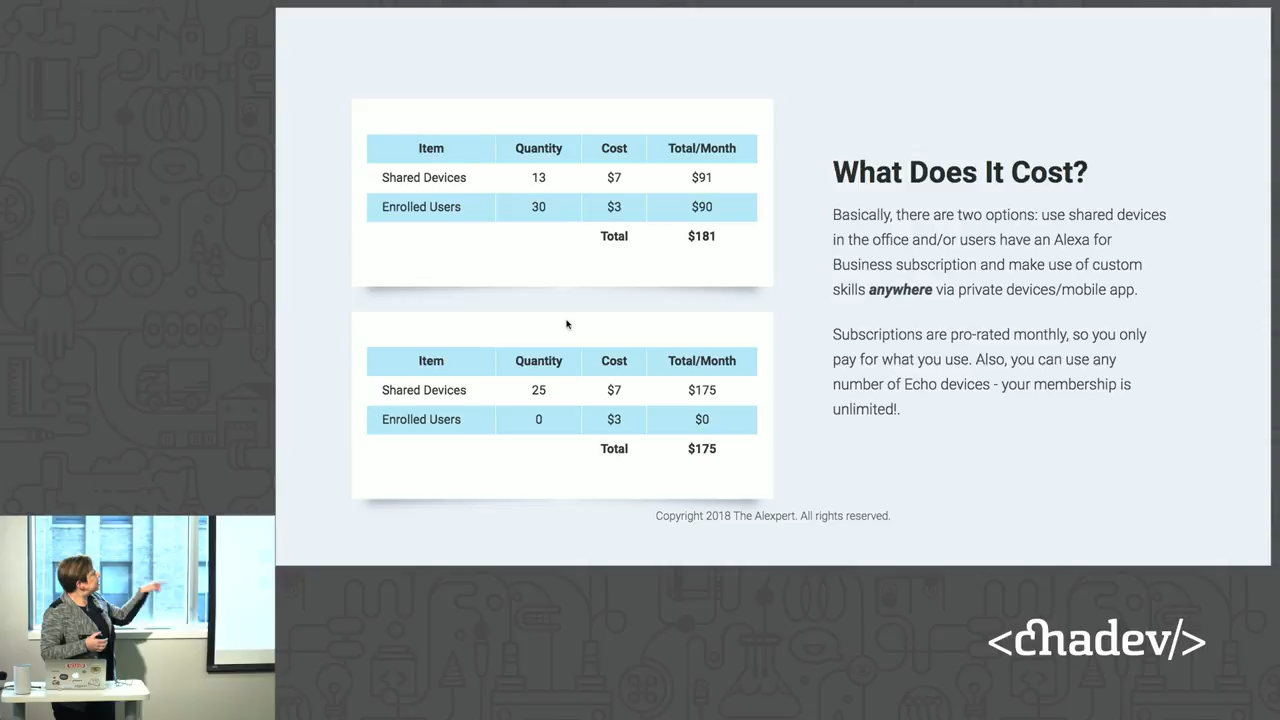 Item Quantity Cost Total/Month
Shared Devices 13 $7 $91
Enrolled Users 30 $3 $90
Total $181
Item Quantity Cost Total/Month
Shared Devices 25 $7 $175
Enrolled Users 0 $3 $0
Total $175
What Does It Cost?
Basically, there are two options: use shared devices
in the office and/or users have an Alexa for
Business subscription and make use of custom
skills anywhere via private devices/mobile app.
Subscriptions are pro-rated monthly, so you only
pay for what you use. Also, you can use any
number of Echo devices - your membership is
unlimited!.
Copyright 2018 The Alexpert. All rights reserved.
<chadev/>